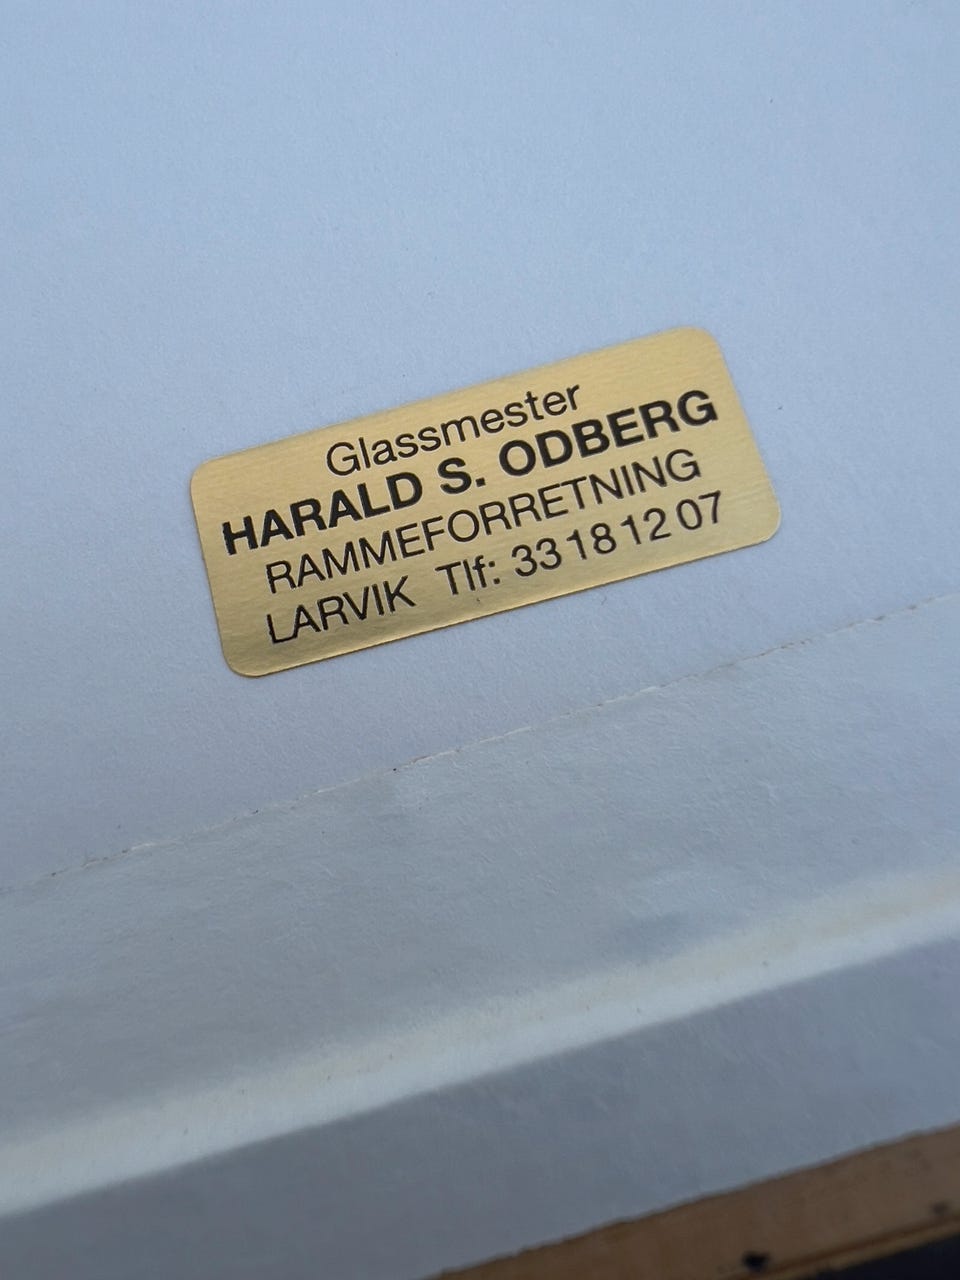 Glassmester
HARALD S. ODBERG
RAMMEFORRETNING
LARVIK Tlf: 33 18 12 07